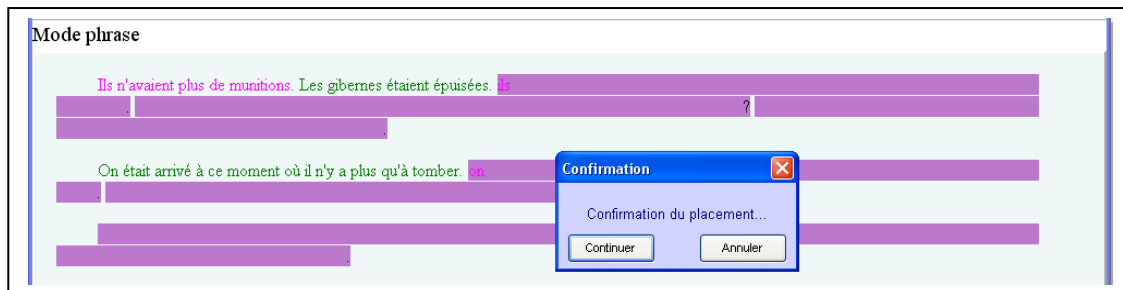 Mode phrase
Ils n'avaient plus de munitions. Les gibernes étaient épuisées. ils
. ?
.
On était arrivé à ce moment où il n'y a plus qu'à tomber. on
.
.
Confirmation
Confirmation du placement...
Continuer Annuler